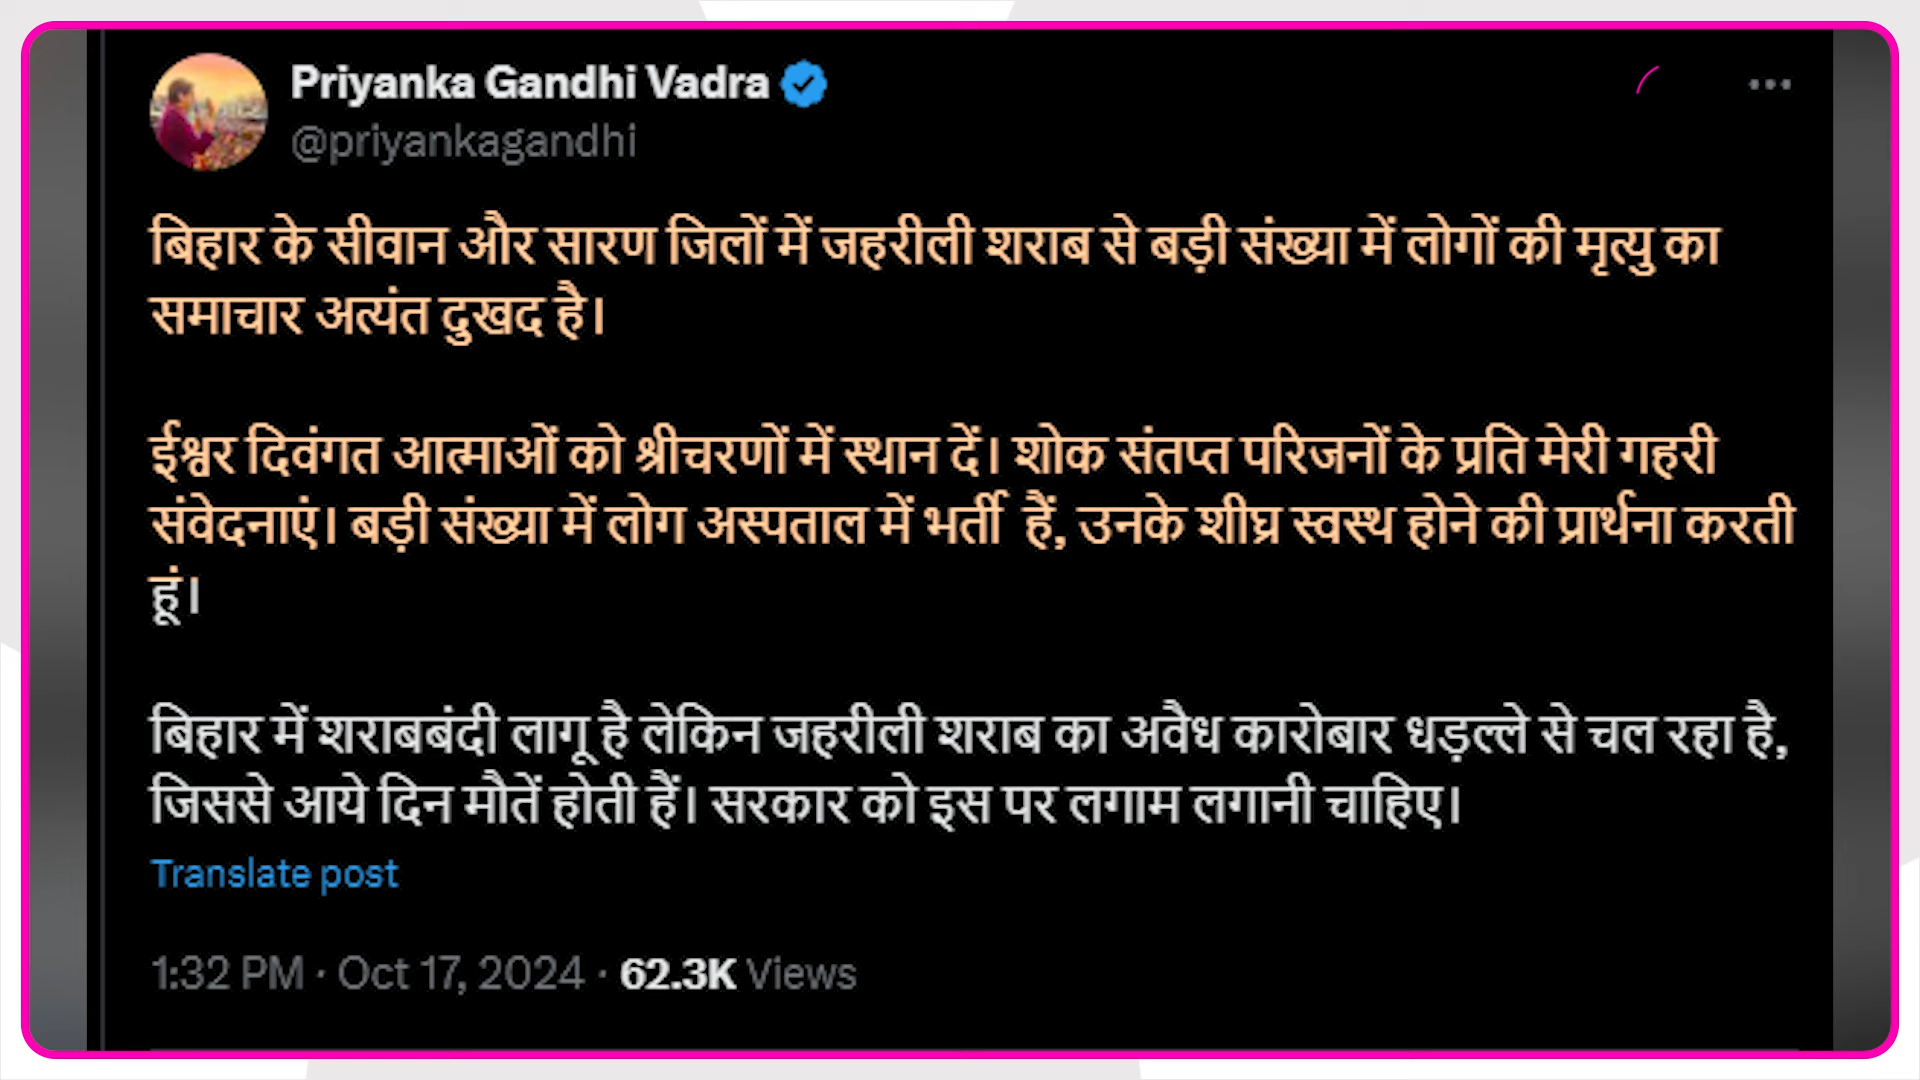 Priyanka Gandhi Vadra
@priyankagandhi
बिहार के सीवान और सारण जिलों में जहरीली शराब से बड़ी संख्या में लोगों की मृत्यु का
समाचार अत्यंत दुखद है।
ईश्वर दिवंगत आत्माओं को श्रीचरणों में स्थान दें। शोक संतप्त परिजनों के प्रति मेरी गहरी
संवेदनाएं। बड़ी संख्या में लोग अस्पताल में भर्ती हैं, उनके शीघ्र स्वस्थ होने की प्रार्थना करती
हूं।
बिहार में शराबबंदी लागू है लेकिन जहरीली शराब का अवैध कारोबार धड़ल्ले से चल रहा है,
जिससे आये दिन मौतें होती हैं। सरकार को इस पर लगाम लगानी चाहिए।
Translate post
1:32 PM · Oct 17, 2024 · 62.3K Views